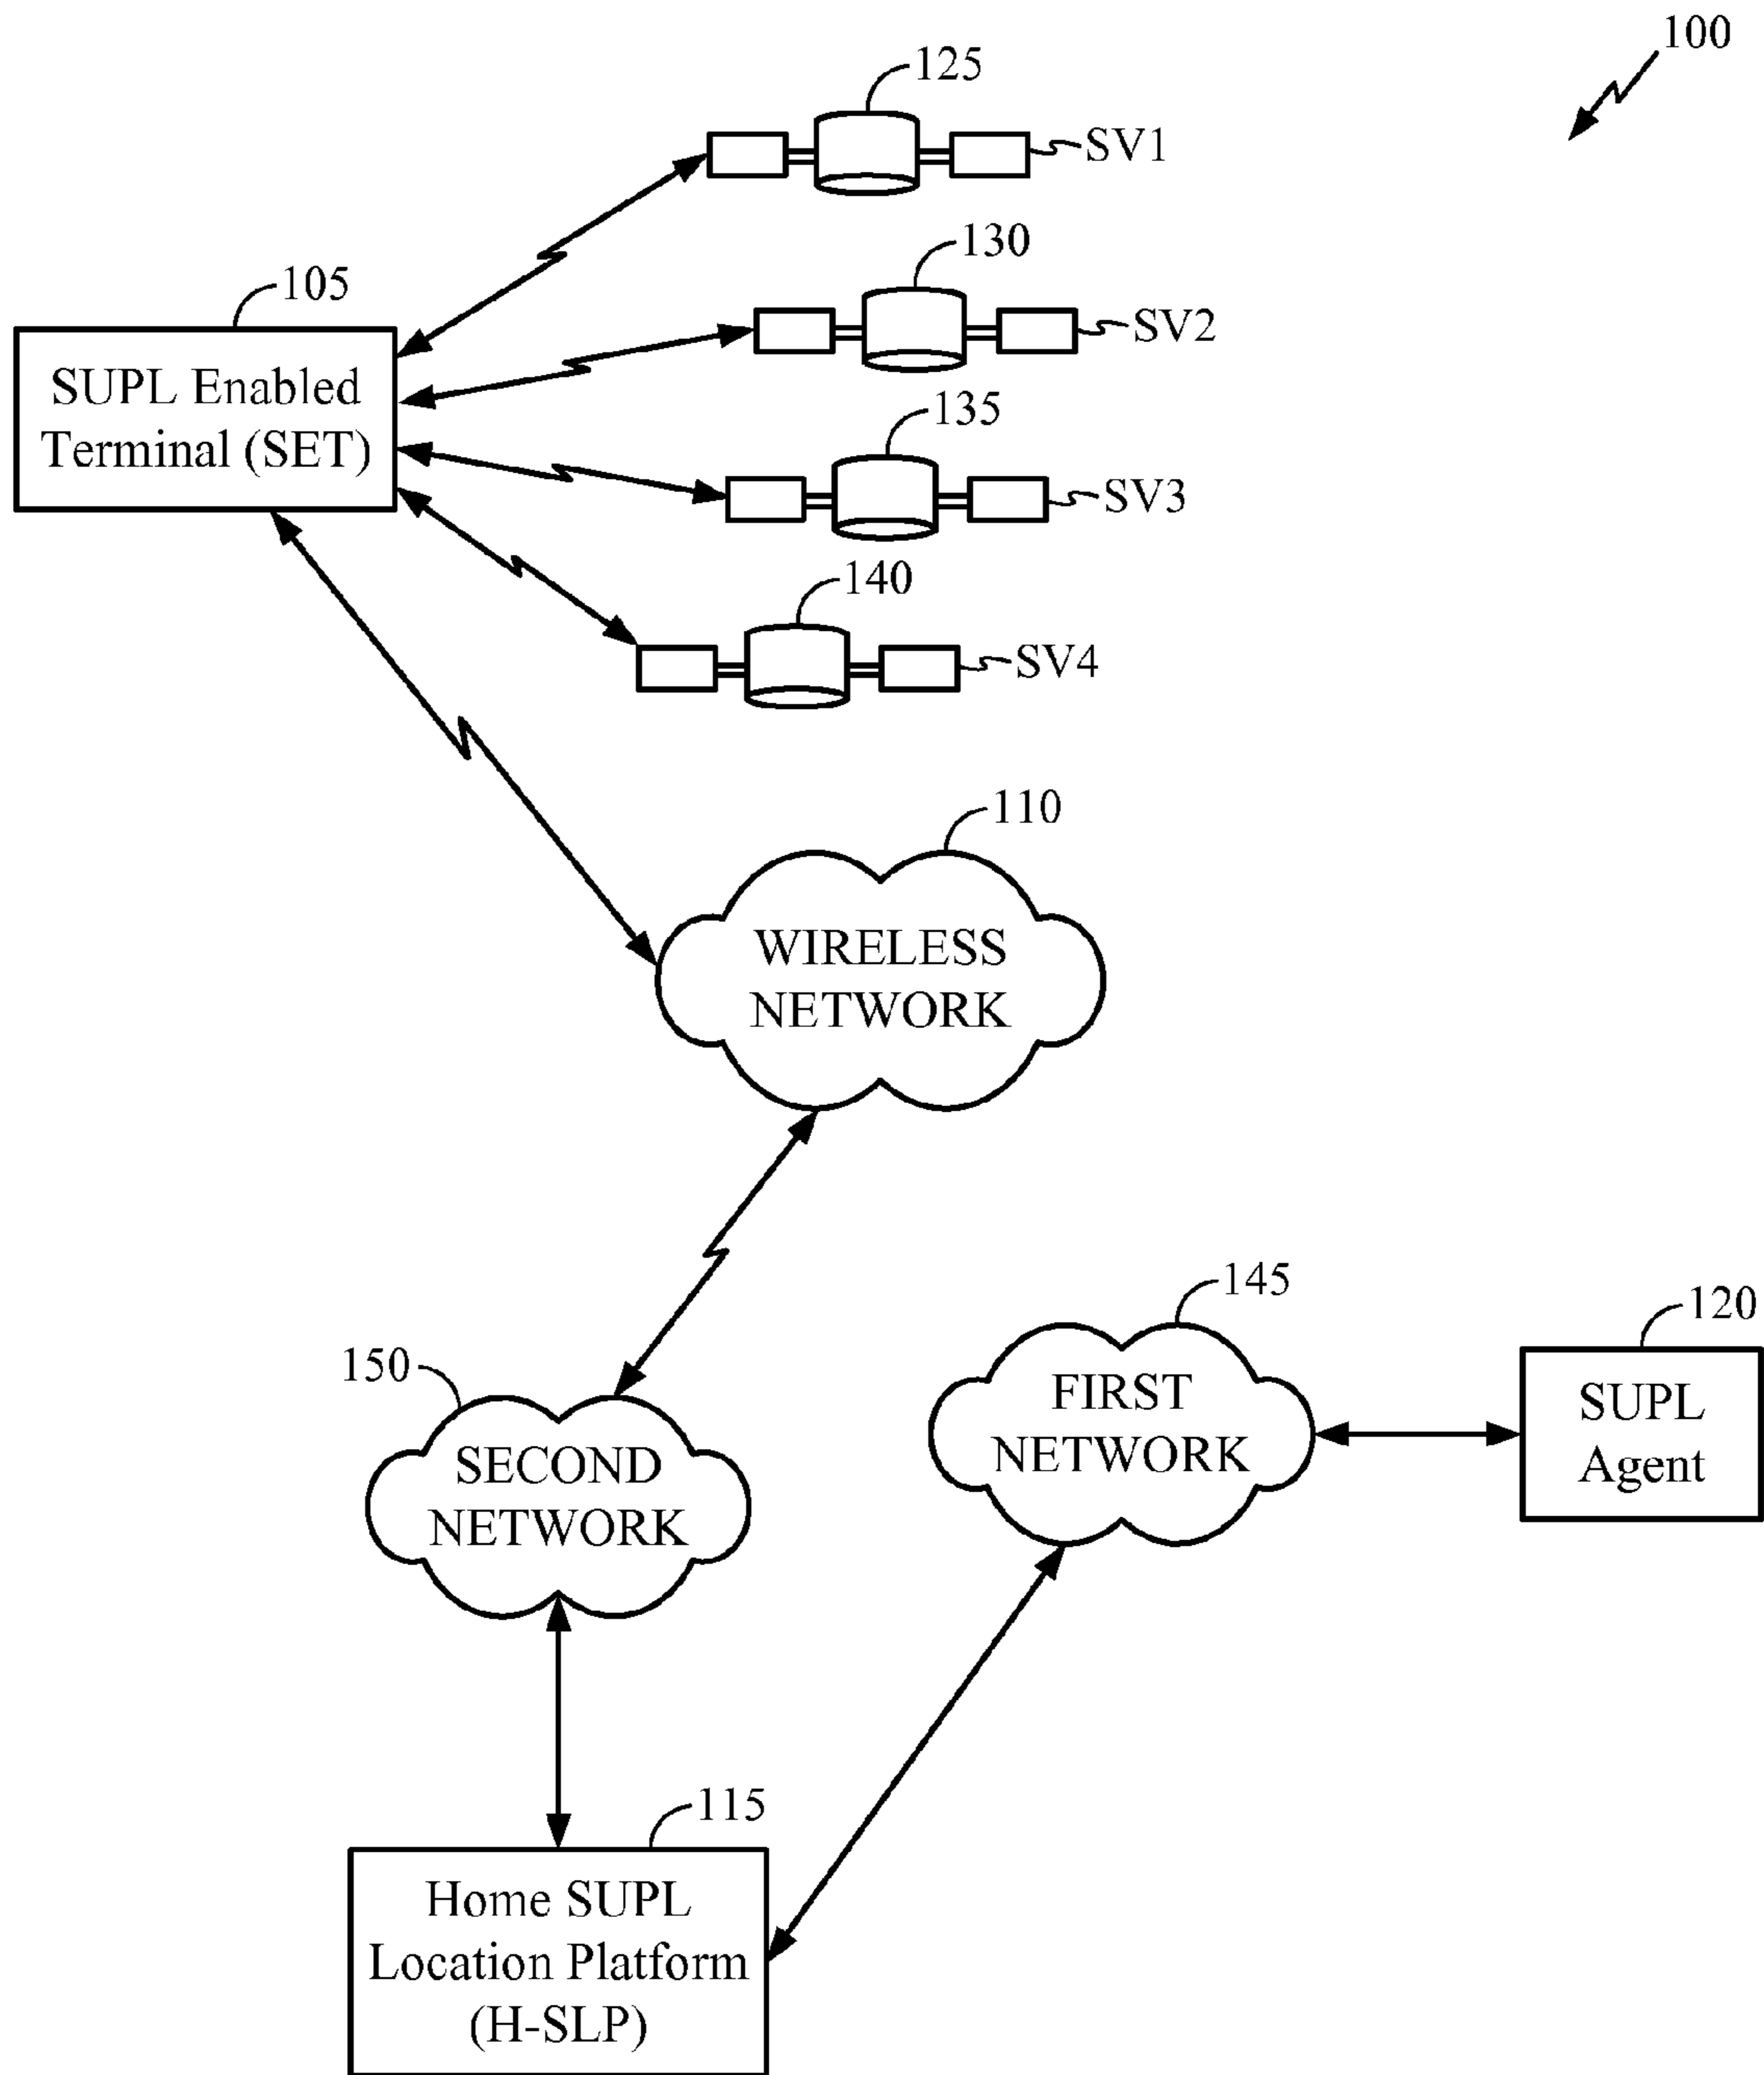 100
125
SV1
130
SV2
105
SUPL Enabled
Terminal (SET)
135
SV3
140
SV4
110
WIRELESS
NETWORK
145
FIRST
NETWORK
120
SUPL
Agent
150
SECOND
NETWORK
115
Home SUPL
Location Platform
(H-SLP)